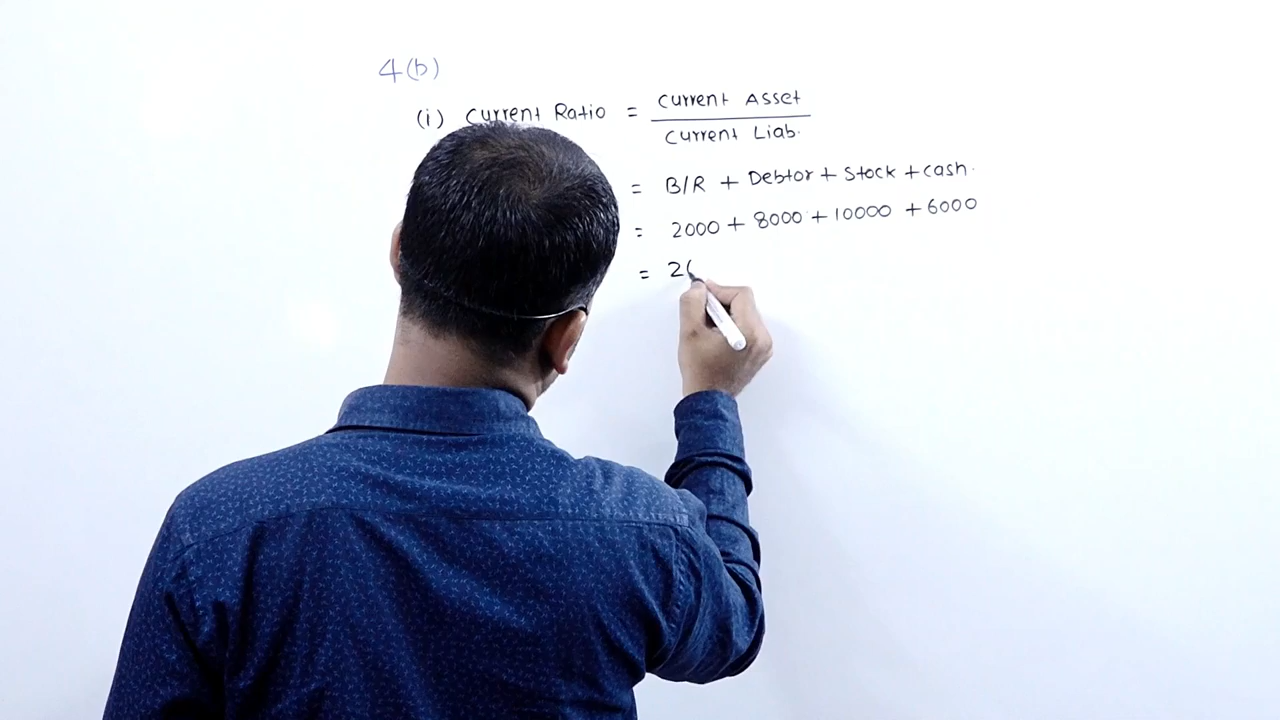 4(b)
(i) Current Ratio = Current Asset
Current Liab.
= B/R + Debtor + Stock + cash.
= 2000 + 8000 + 10000 + 6000
= 2